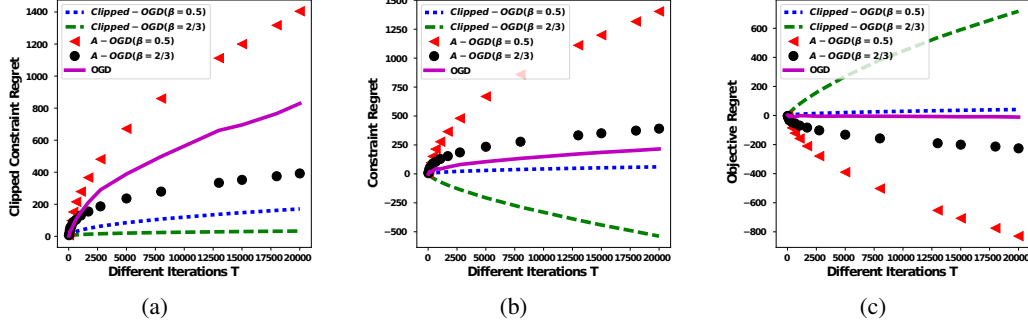 Clipped − OGD(β = 0.5)
Clipped − OGD(β = 2/3)
A − OGD(β = 0.5)
A − OGD(β = 2/3)
OGD
1400
1200
1000
800
600
400
200
0
Clipped Constraint Regret
0 2500 5000 7500 10000 12500 15000 17500 20000
Different Iterations T
(a)
Clipped − OGD(β = 0.5)
Clipped − OGD(β = 2/3)
A − OGD(β = 0.5)
A − OGD(β = 2/3)
OGD
1500
1250
1000
750
500
250
0
−250
−500
Constraint Regret
0 2500 5000 7500 10000 12500 15000 17500 20000
Different Iterations T
(b)
Clipped − OGD(β = 0.5)
Clipped − OGD(β = 2/3)
A − OGD(β = 0.5)
A − OGD(β = 2/3)
OGD
600
400
200
0
−200
−400
−600
−800
Objective Regret
0 2500 5000 7500 10000 12500 15000 17500 20000
Different Iterations T
(c)